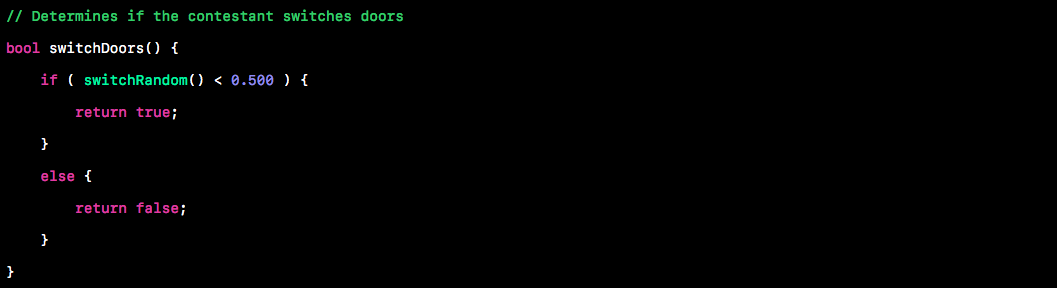 // Determines if the contestant switches doors
bool switchDoors() {
    if ( switchRandom() < 0.500 ) {
        return true;
    }
    else {
        return false;
    }
}